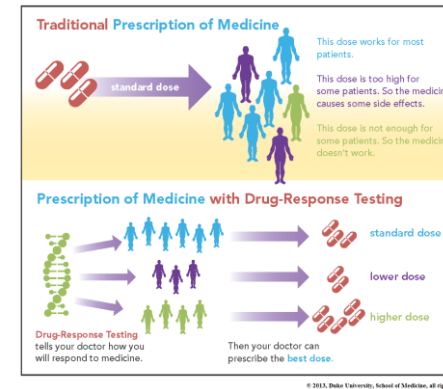 Traditional Prescription of Medicine
This dose works for most
patients.
standard dose
This dose is too high for
some patients. So the medicin
causes some side effects.
This dose is not enough for
some patients. So the medicin
doesn't work.
Prescription of Medicine with Drug-Response Testing
standard dose
lower dose
higher dose
Drug-Response Testing
tells your doctor how you
will respond to medicine.
Then your doctor can
prescribe the best dose.
© 2013, Duke University, School of Medicine, all rig